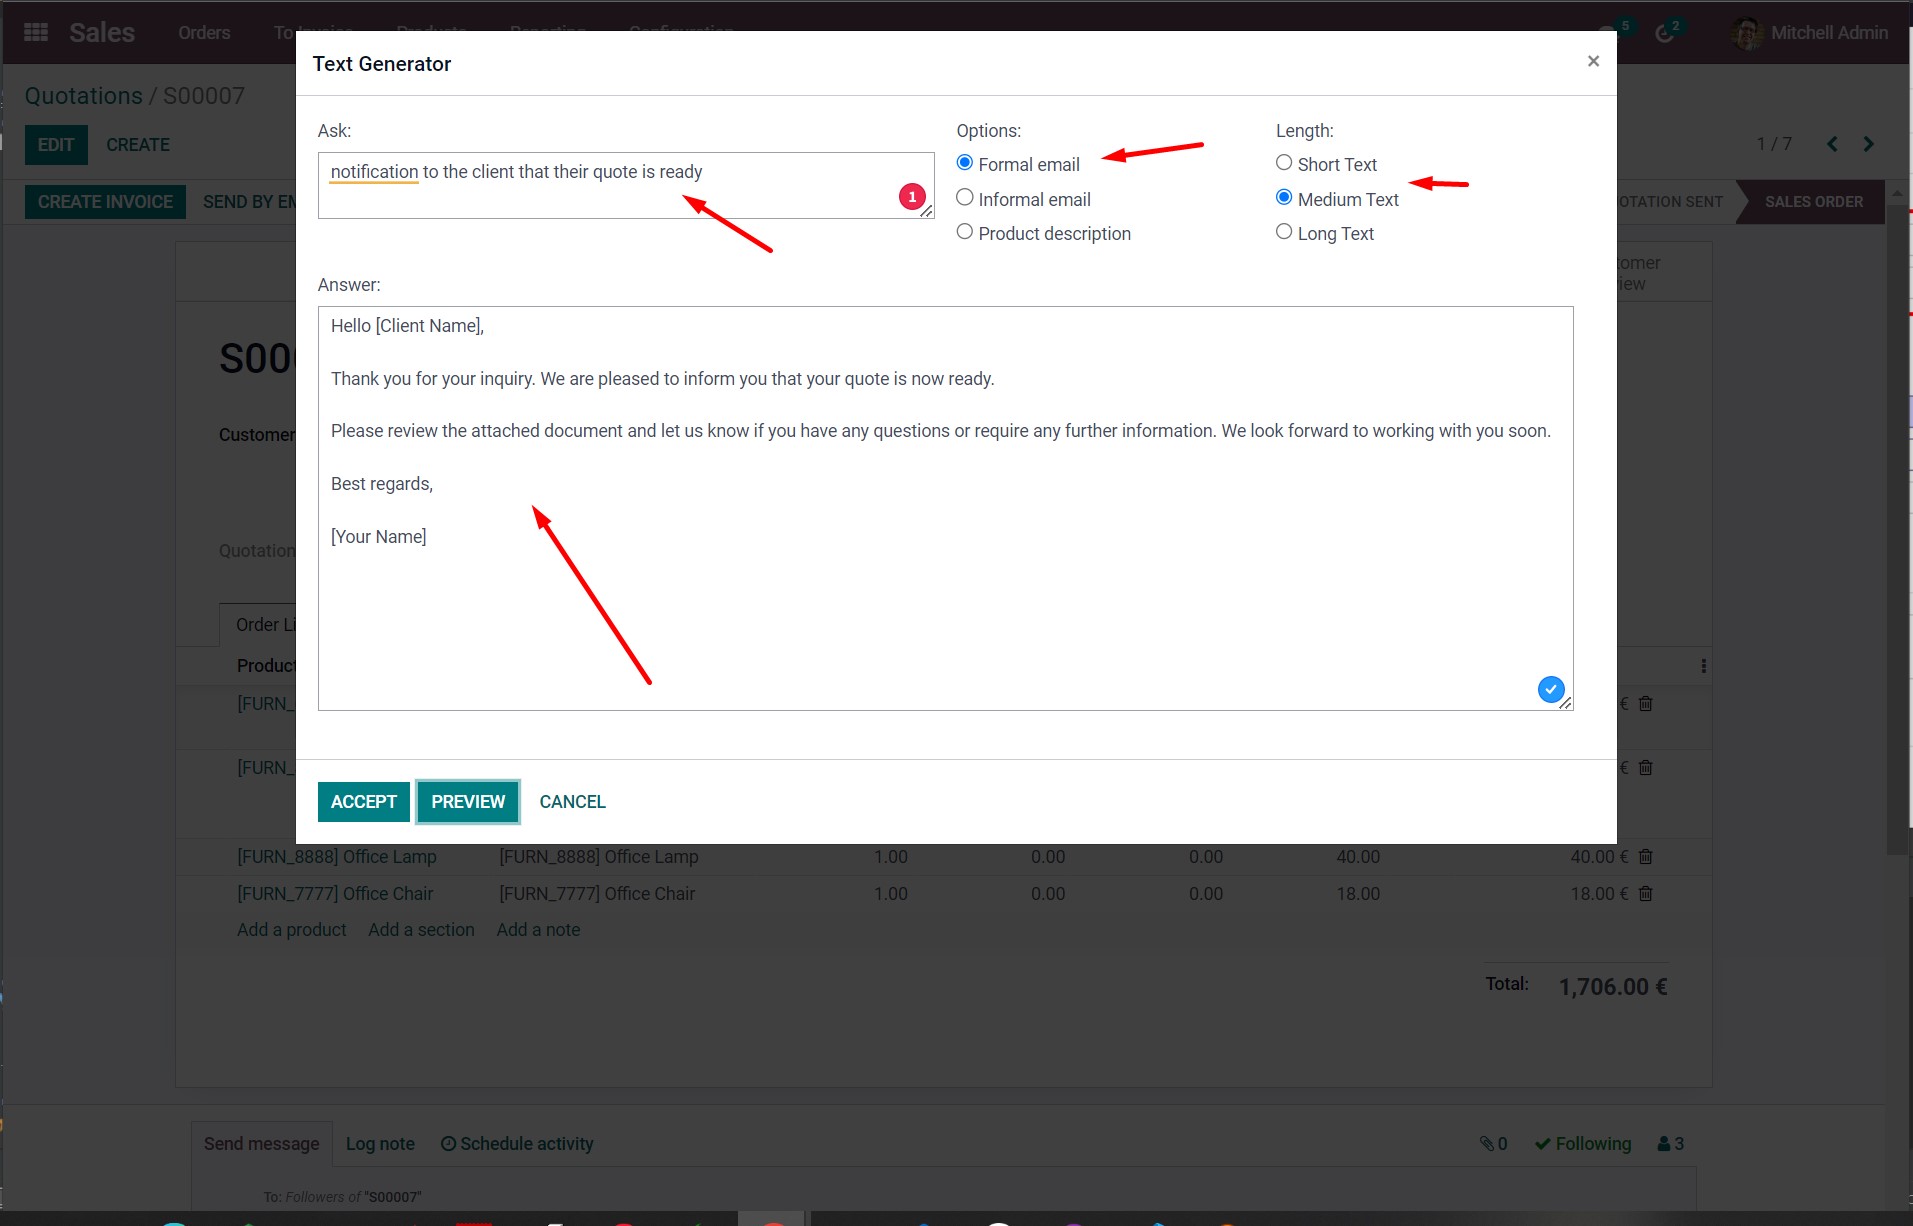 Sales Orders Mitchell Admin
5 2
Text Generator ×
Quotations / S00007
EDIT CREATE
1 / 7
CREATE INVOICE SEND BY EM
OTATION SENT SALES ORDER
Ask:
notification to the client that their quote is ready
1
Options:
Formal email
Informal email
Product description
Length:
Short Text
Medium Text
Long Text
Answer:
Hello [Client Name],
Thank you for your inquiry. We are pleased to inform you that your quote is now ready.
Please review the attached document and let us know if you have any questions or require any further information. We look forward to working with you soon.
Best regards,
[Your Name]
ACCEPT PREVIEW CANCEL
S00
Customer
Quotation
Order Li
Product
[FURN_ €
[FURN_ €
[FURN_8888] Office Lamp [FURN_8888] Office Lamp 1.00 0.00 0.00 40.00 40.00 €
[FURN_7777] Office Chair [FURN_7777] Office Chair 1.00 0.00 0.00 18.00 18.00 €
Add a product Add a section Add a note
Total: 1,706.00 €
Send message Log note Schedule activity 0 Following 3
To: Followers of "S00007"